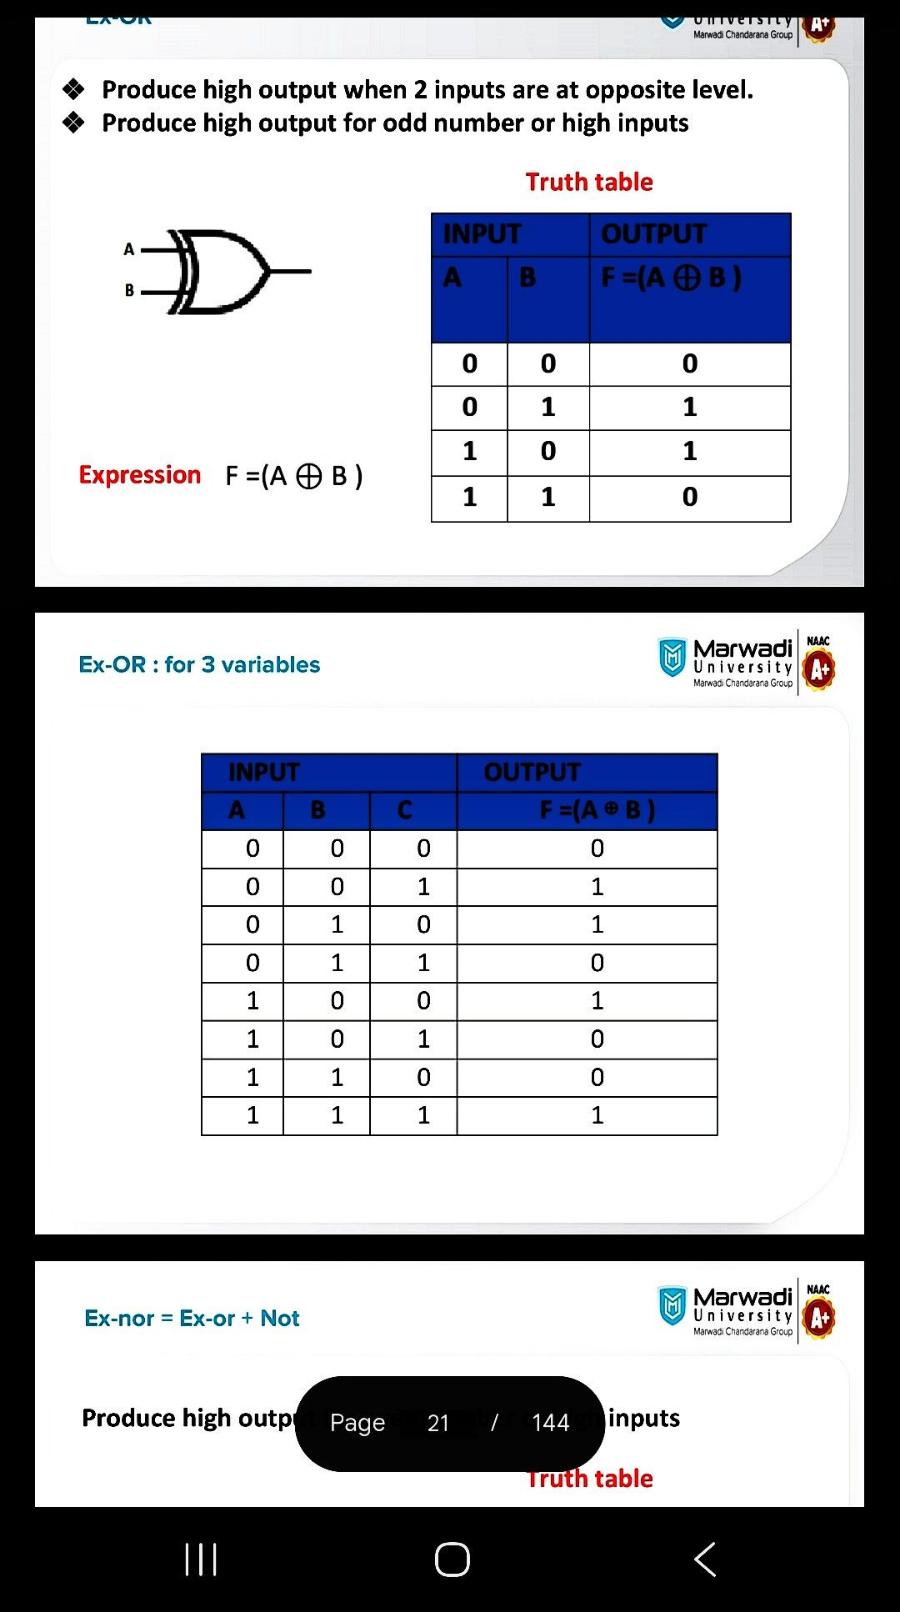 Ex-OR
University
Marwadi Chandarana Group
A+
❖ Produce high output when 2 inputs are at opposite level.
❖ Produce high output for odd number or high inputs
Truth table
INPUT OUTPUT
A B F =(A ⊕ B )
0 0 0
0 1 1
1 0 1
1 1 0
A
B
Expression F =(A ⊕ B )
Ex-OR : for 3 variables
Marwadi
University
Marwadi Chandarana Group
NAAC
A+
INPUT OUTPUT
A B C F =(A ⊕ B )
0 0 0 0
0 0 1 1
0 1 0 1
0 1 1 0
1 0 0 1
1 0 1 0
1 1 0 0
1 1 1 1
Ex-nor = Ex-or + Not
Marwadi
University
Marwadi Chandarana Group
NAAC
A+
Produce high outp inputs
Page 21 / 144
Truth table